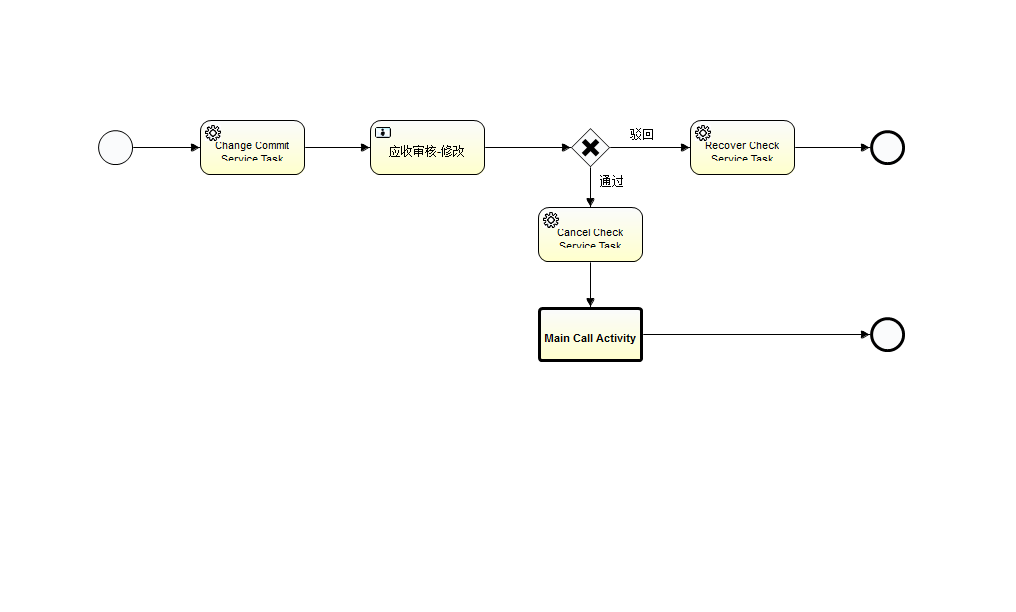 Change Commit
Service Task
应收审核-修改
驳回
Recover Check
Service Task
通过
Cancel Check
Service Task
Main Call Activity